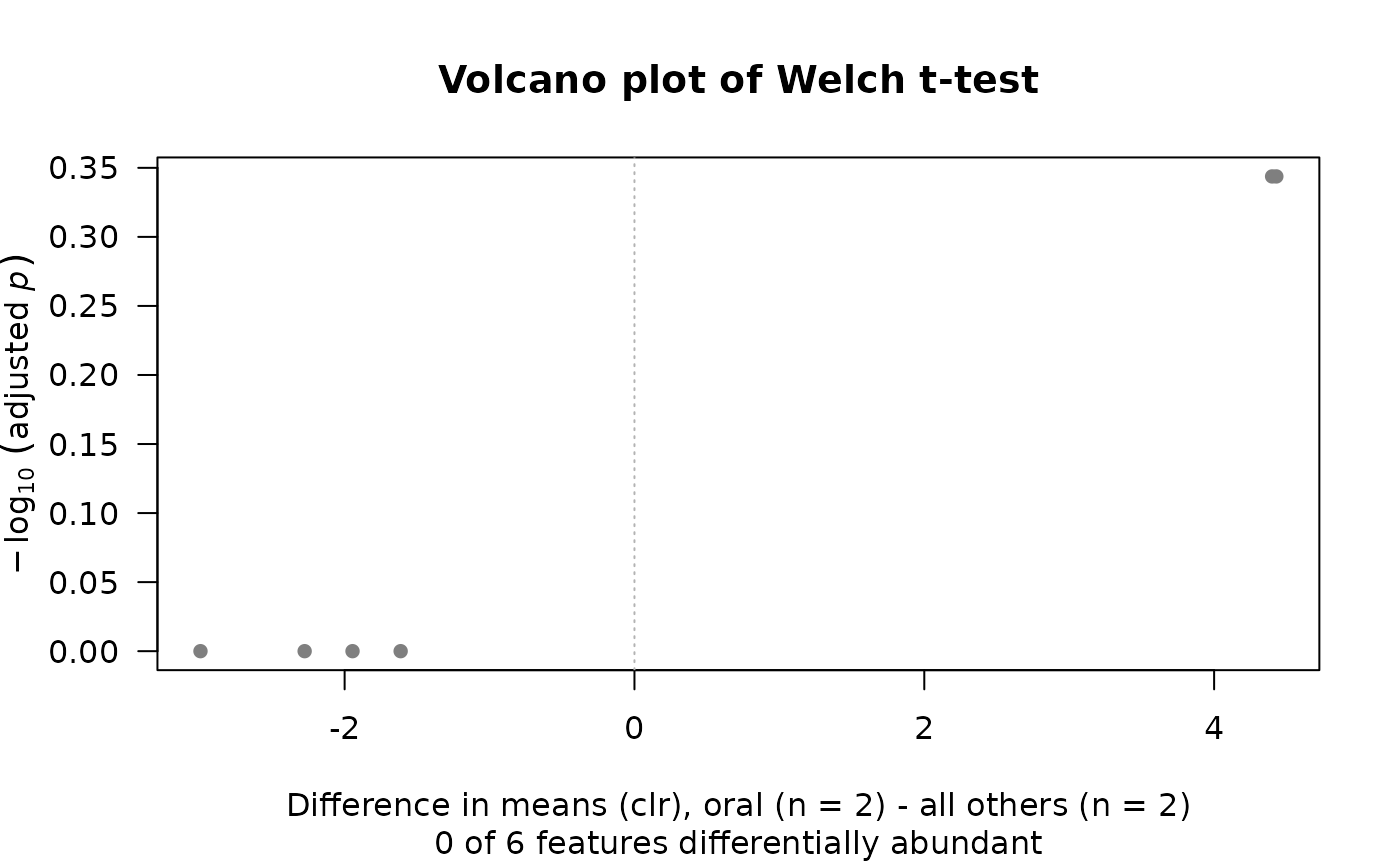 Volcano plot of Welch t-test
0.35
0.30
0.25
0.20
0.15
0.10
0.05
0.00
−log10 (adjusted p)
-2 0 2 4
Difference in means (clr), oral (n = 2) - all others (n = 2)
0 of 6 features differentially abundant